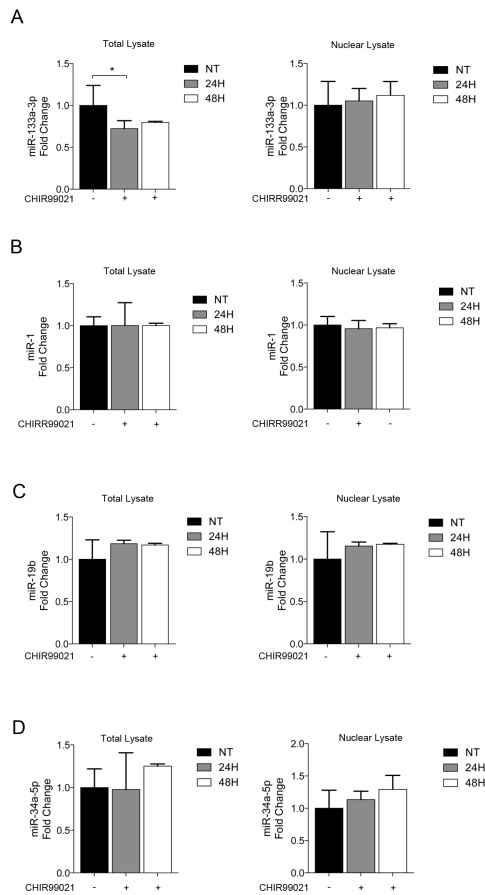 A
Total Lysate
miR-133a-3p
Fold Change
1.5
1.0
0.5
0.0
*
NT
24H
48H
CHIR99021
- + +
Nuclear Lysate
miR-133a-3p
Fold Change
1.5
1.0
0.5
0.0
NT
24H
48H
CHIRR99021
- + +
B
Total Lysate
miR-1
Fold Change
1.5
1.0
0.5
0.0
NT
24H
48H
CHIRR99021
- + +
Nuclear Lysate
miR-1
Fold Change
1.5
1.0
0.5
0.0
NT
24H
48H
CHIRR99021
- + -
C
Total Lysate
miR-19b
Fold Change
1.5
1.0
0.5
0.0
NT
24H
48H
CHIR99021
- + +
Nuclear Lysate
miR-19b
Fold Change
1.5
1.0
0.5
0.0
NT
24H
48H
CHIR99021
- + +
D
Total Lysate
miR-34a-5p
Fold Change
1.5
1.0
0.5
0.0
NT
24H
48H
CHIR99021
- + +
Nuclear Lysate
miR-34a-5p
Fold Change
2.0
1.5
1.0
0.5
0.0
NT
24H
48H
CHIR99021
- + +